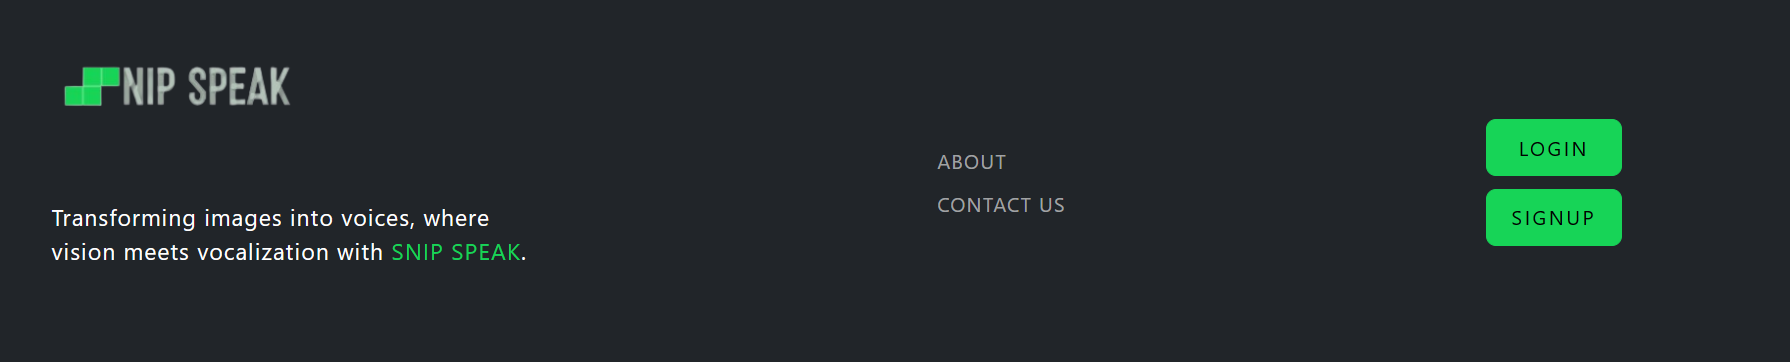 NIP SPEAK
Transforming images into voices, where
vision meets vocalization with SNIP SPEAK.
ABOUT
CONTACT US
LOGIN
SIGNUP